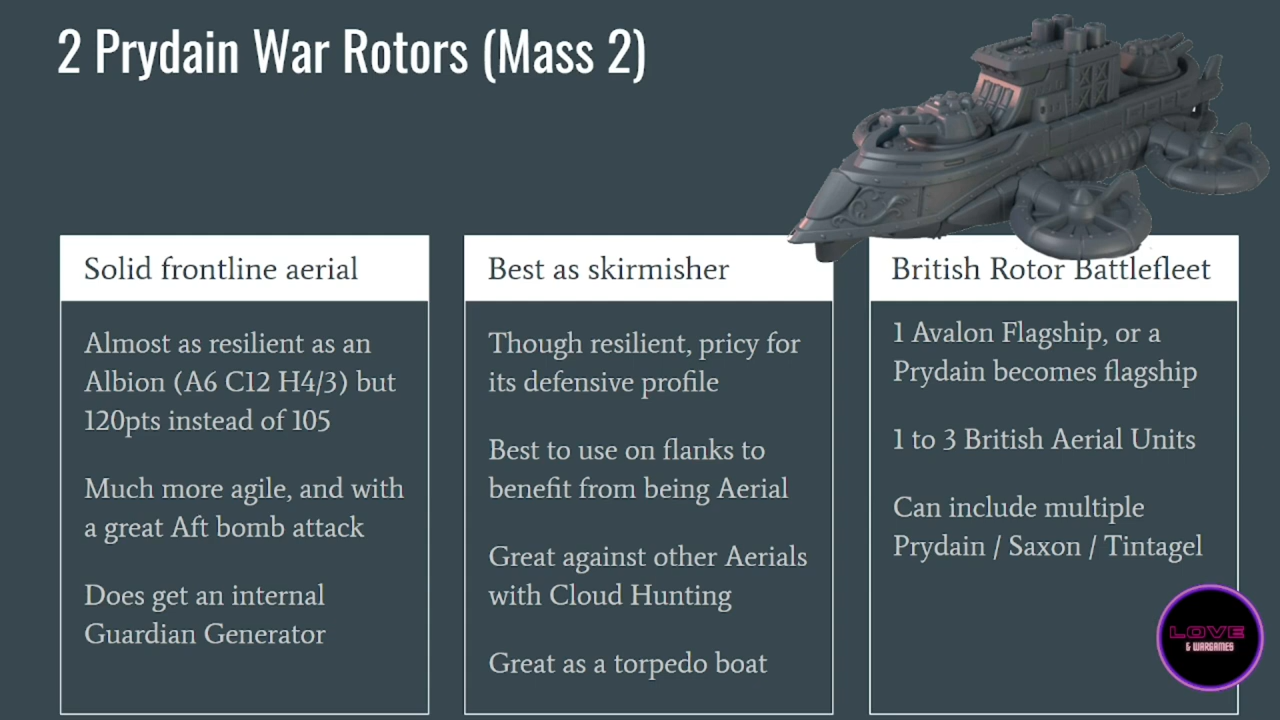 2 Prydain War Rotors (Mass 2)
Solid frontline aerial
Almost as resilient as an
Albion (A6 C12 H4/3) but
120pts instead of 105
Much more agile, and with
a great Aft bomb attack
Does get an internal
Guardian Generator
Best as skirmisher
Though resilient, pricy for
its defensive profile
Best to use on flanks to
benefit from being Aerial
Great against other Aerials
with Cloud Hunting
Great as a torpedo boat
British Rotor Battlefleet
1 Avalon Flagship, or a
Prydain becomes flagship
1 to 3 British Aerial Units
Can include multiple
Prydain / Saxon / Tintagel
LOVE
& WARGAMES